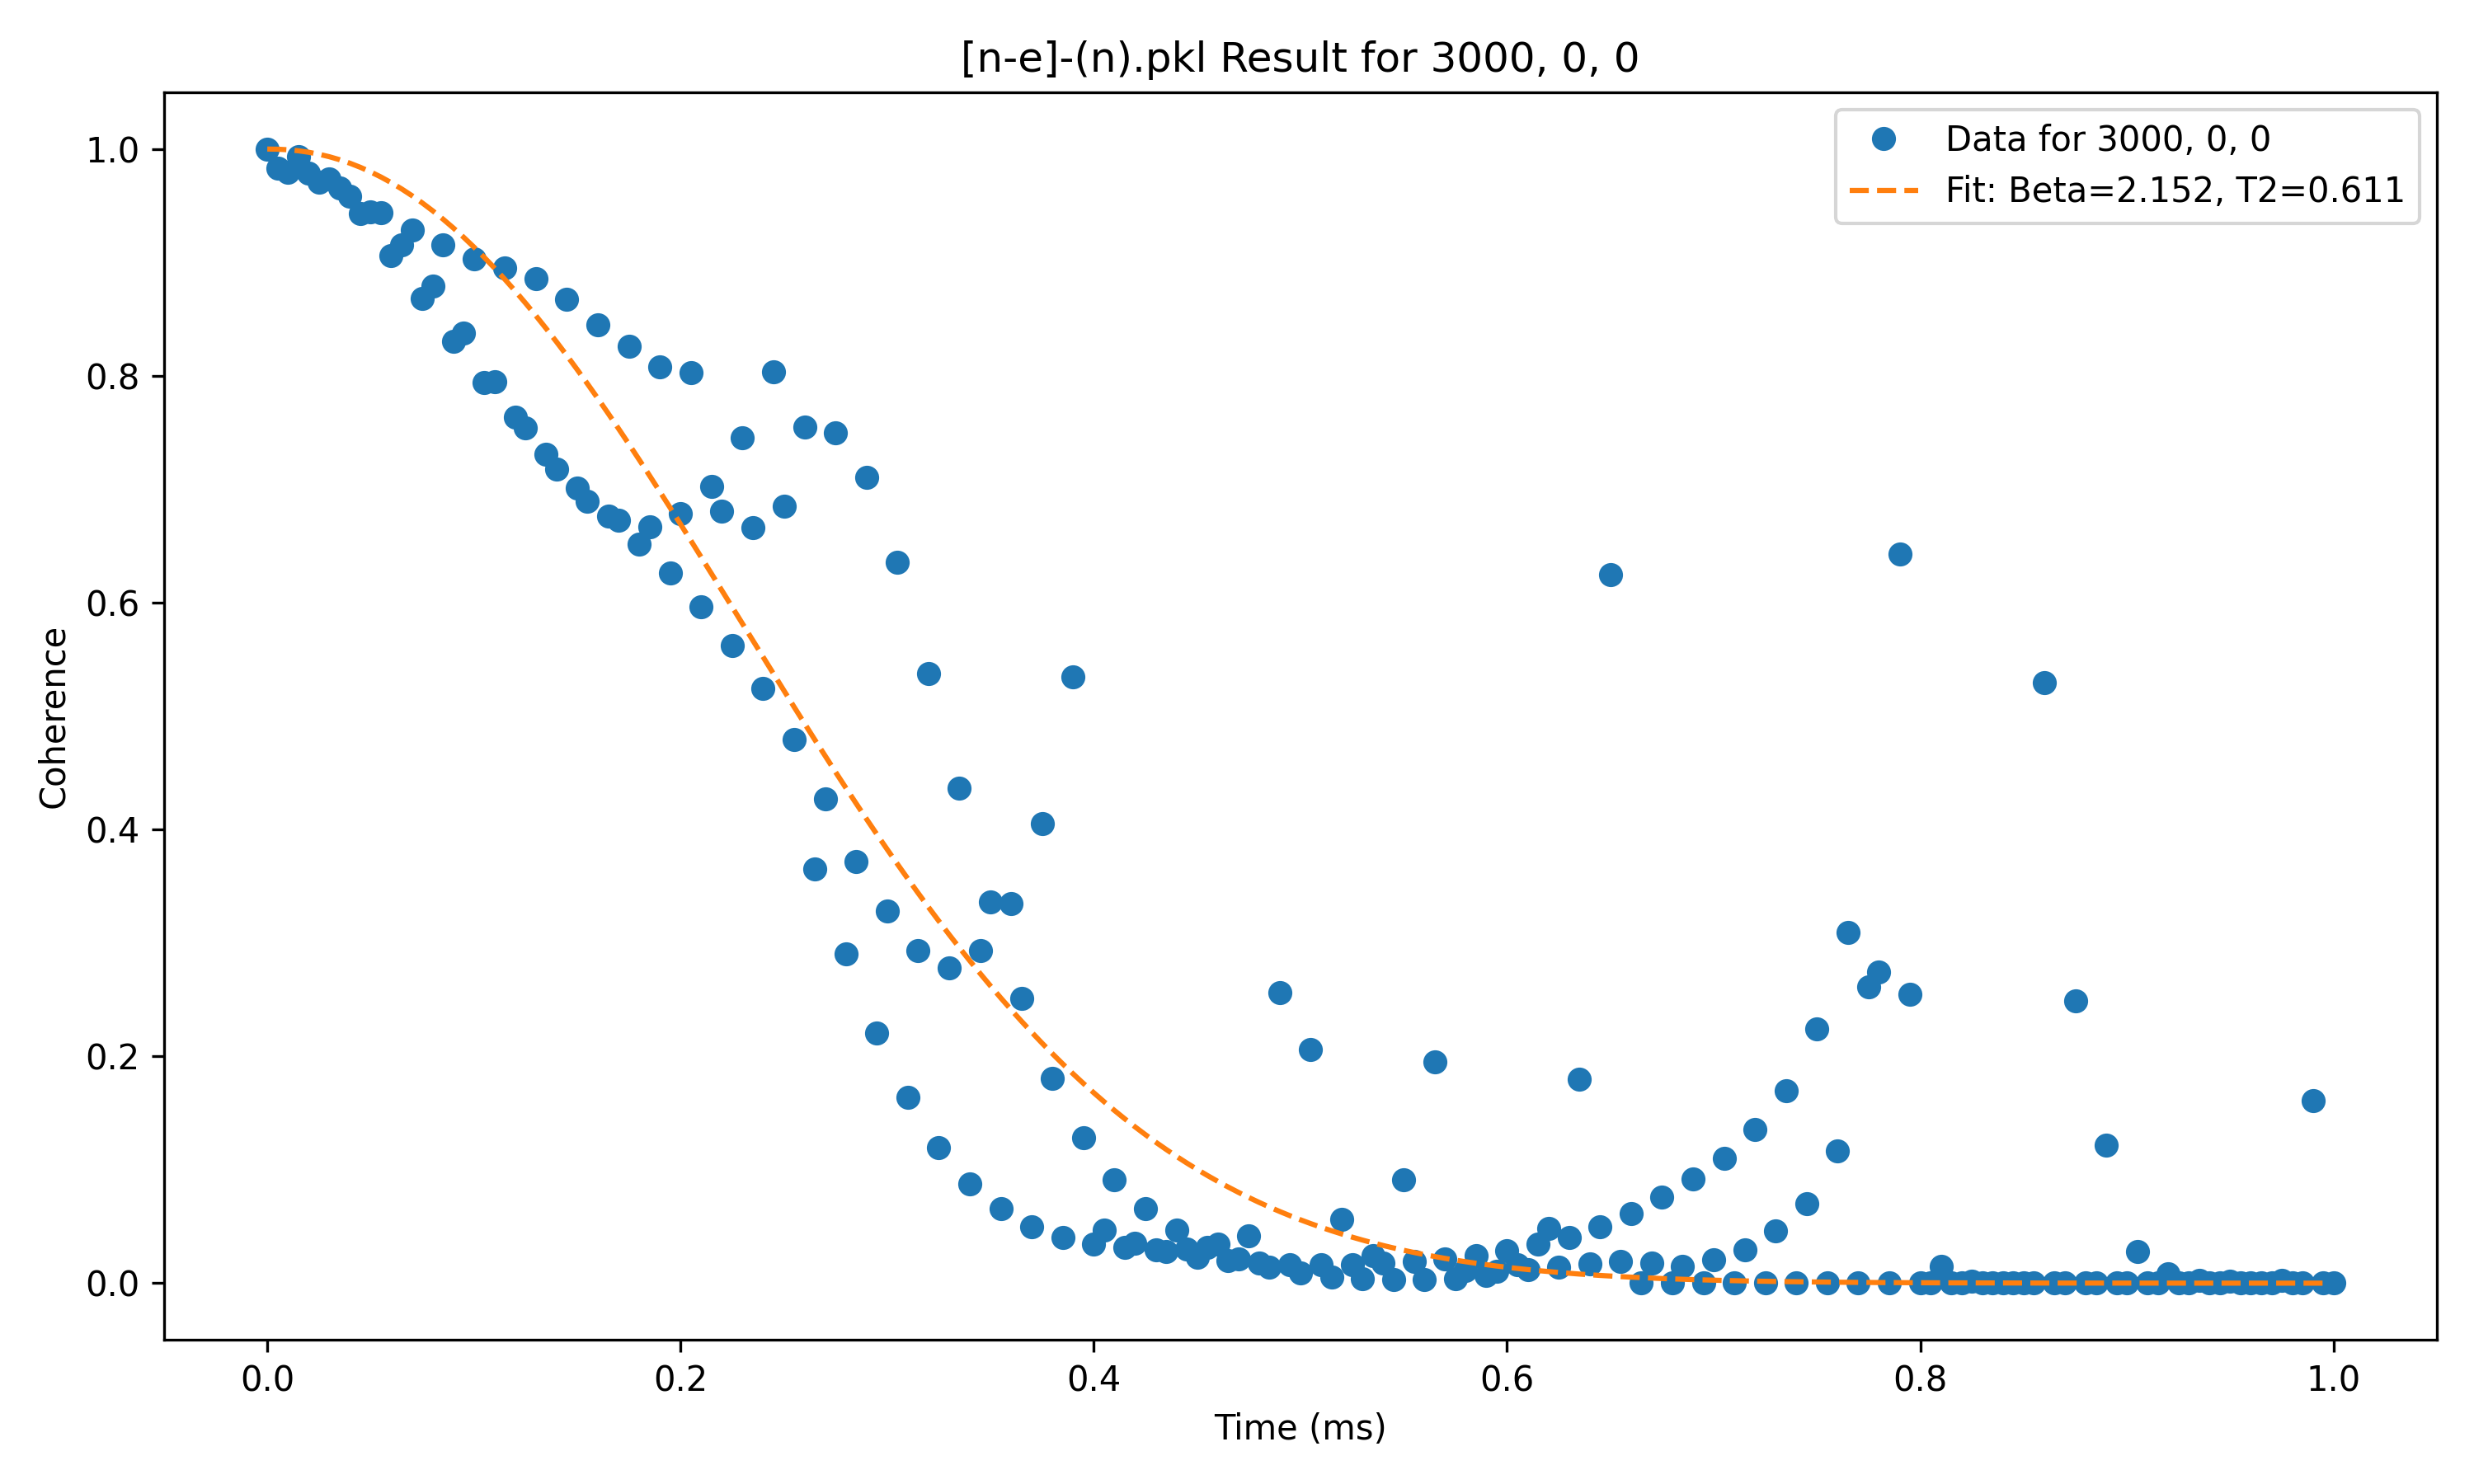 [n-e]-(n).pkl Result for 3000, 0, 0
Data for 3000, 0, 0
Fit: Beta=2.152, T2=0.611
Coherence
1.0
0.8
0.6
0.4
0.2
0.0
0.0 0.2 0.4 0.6 0.8 1.0
Time (ms)